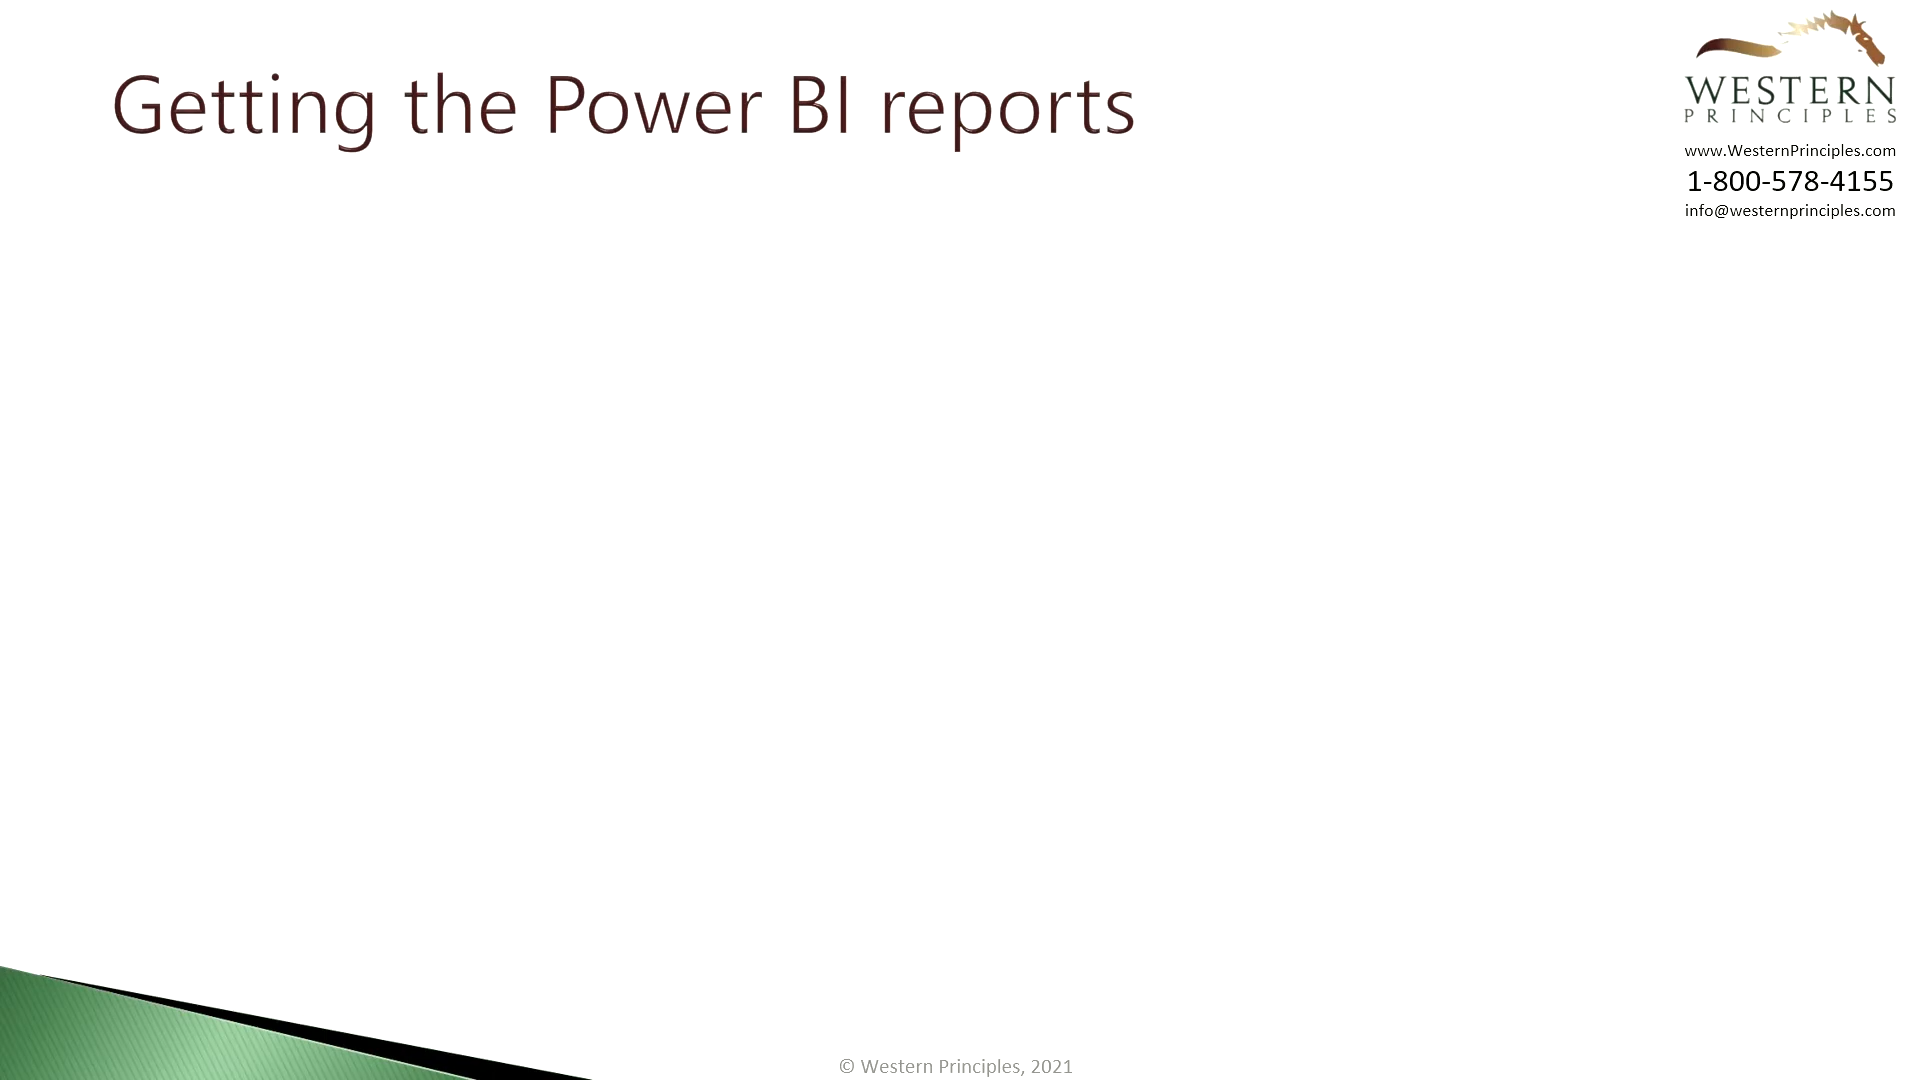 Getting the Power BI reports
WESTERN
PRINCIPLES
www.WesternPrinciples.com
1-800-578-4155
info@westernprinciples.com
© Western Principles, 2021